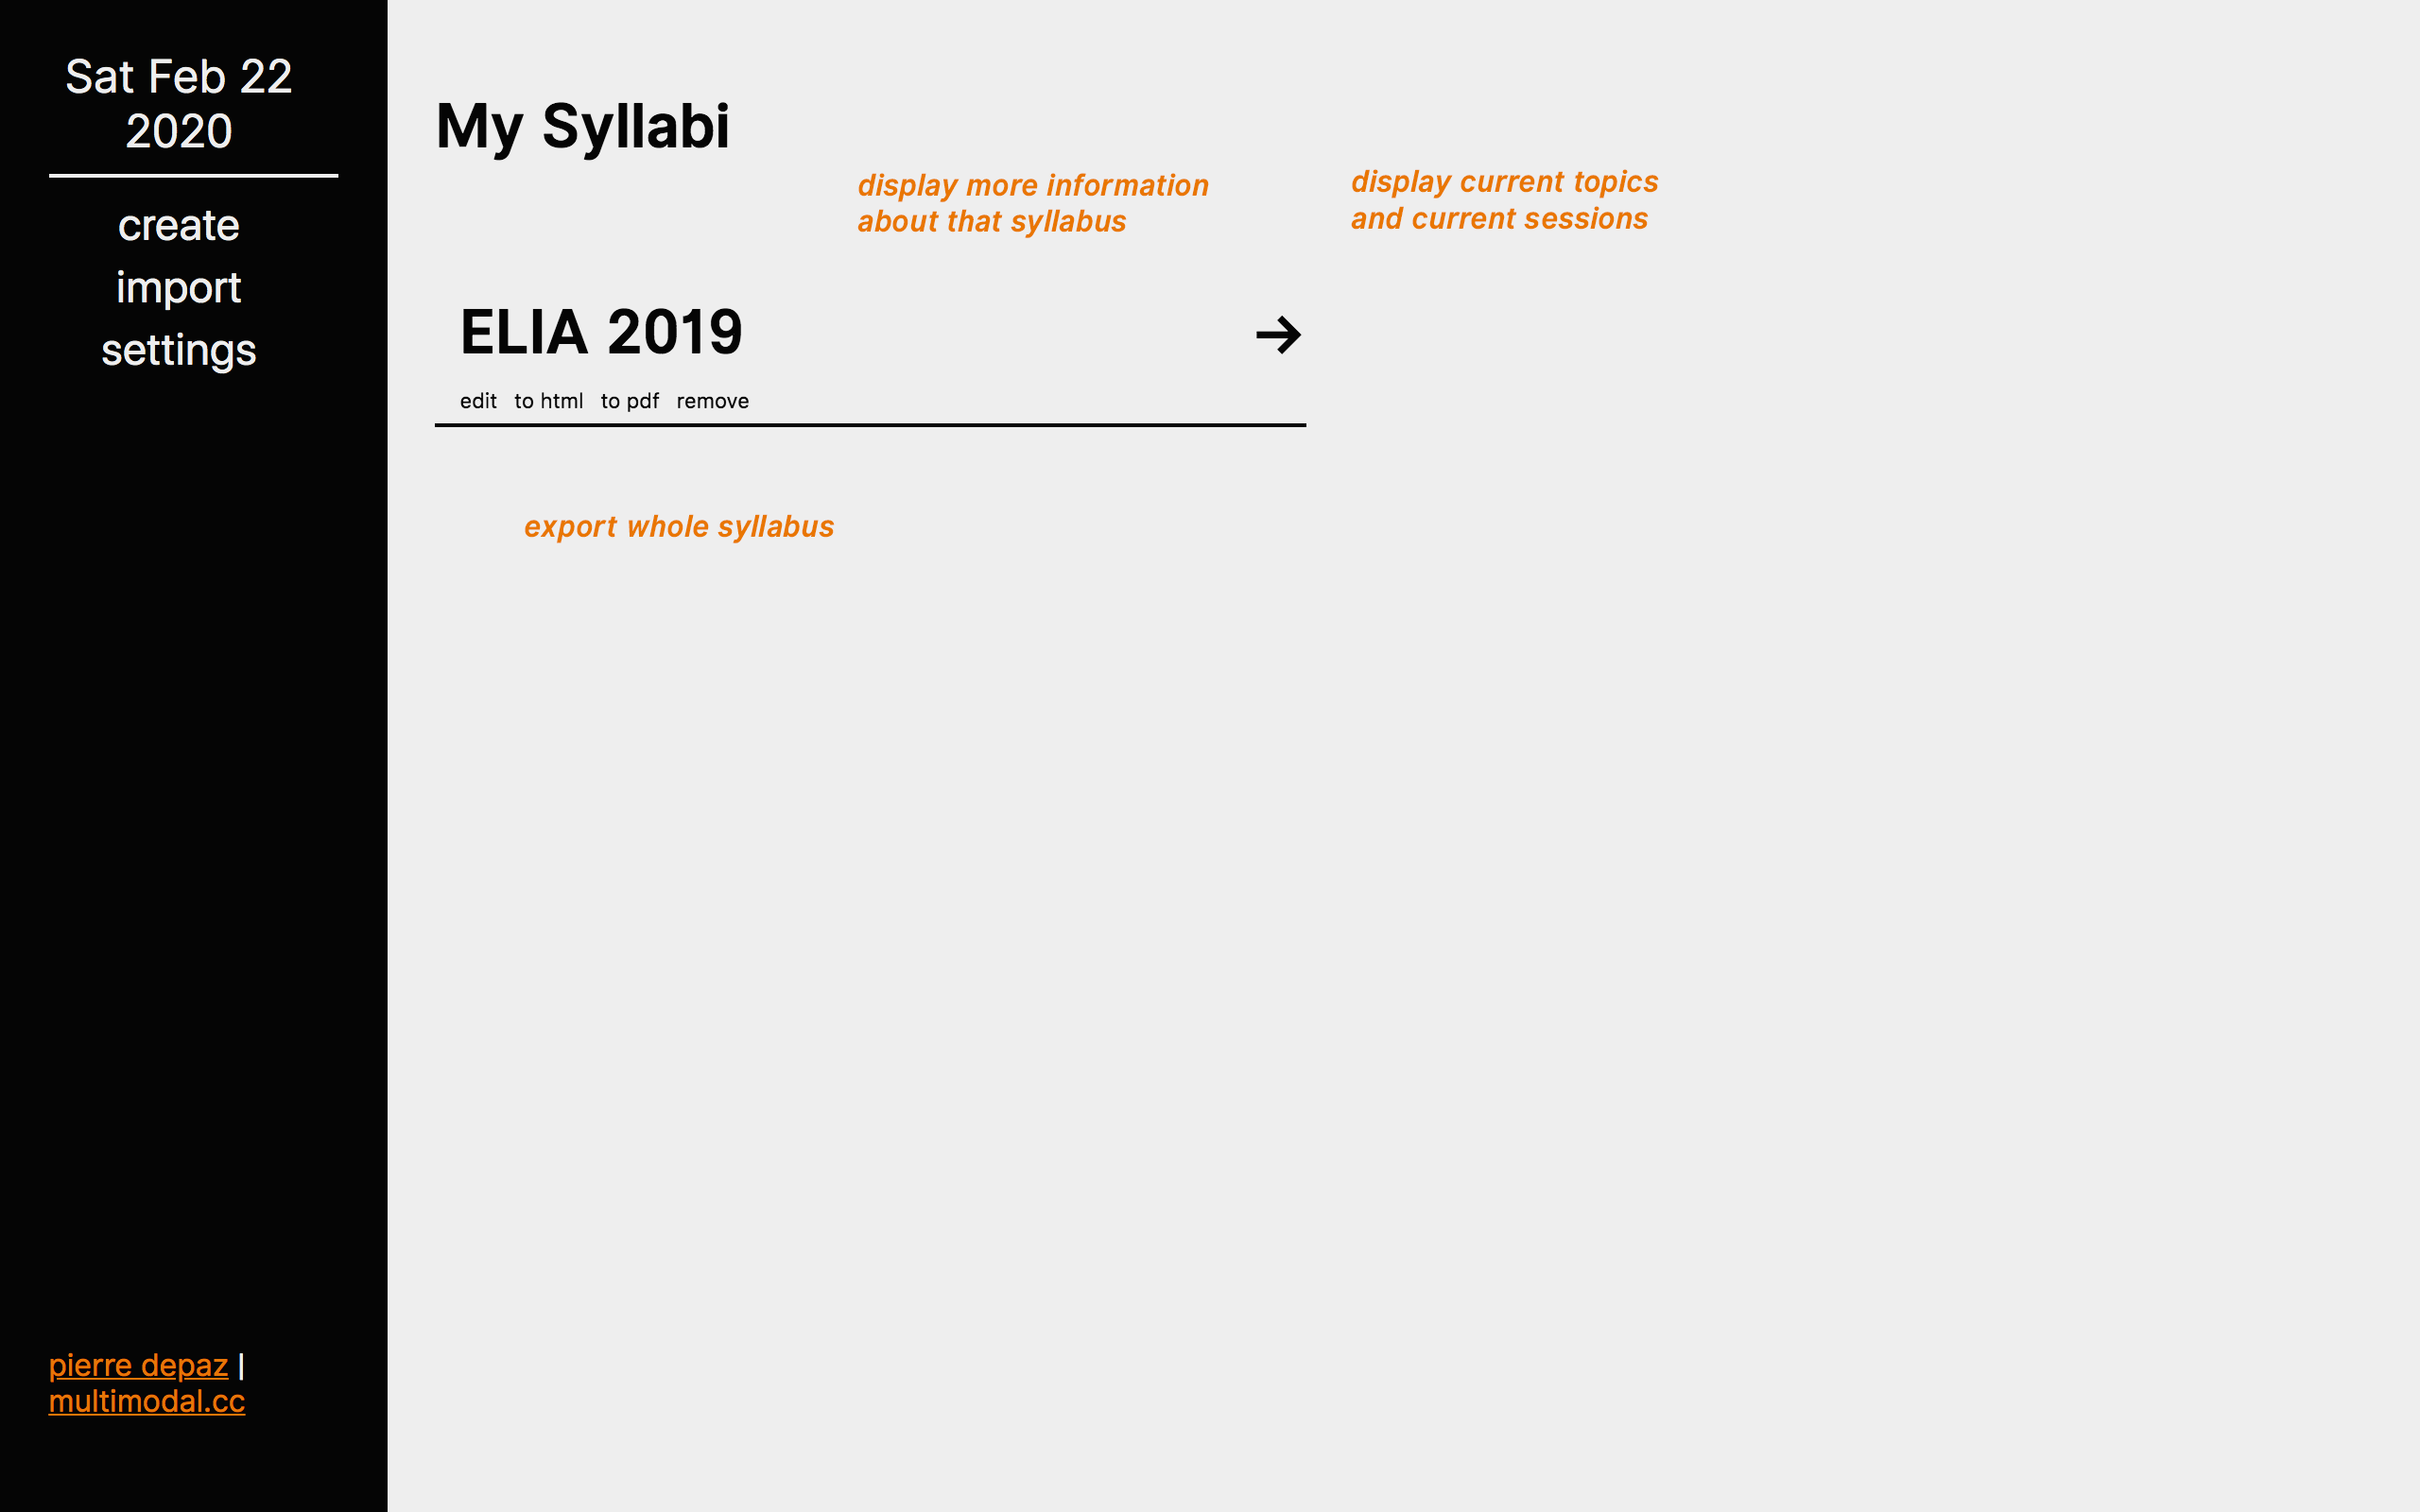 Sat Feb 22
2020
create
import
settings
pierre depaz |
multimodal.cc
My Syllabi
display more information
about that syllabus
display current topics
and current sessions
ELIA 2019 →
edit to html to pdf remove
export whole syllabus